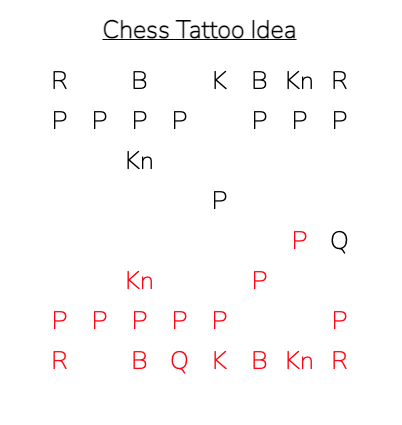 Chess Tattoo Idea
R B K B Kn R
P P P P P P P
Kn
P
P Q
Kn P
P P P P P P
R B Q K B Kn R